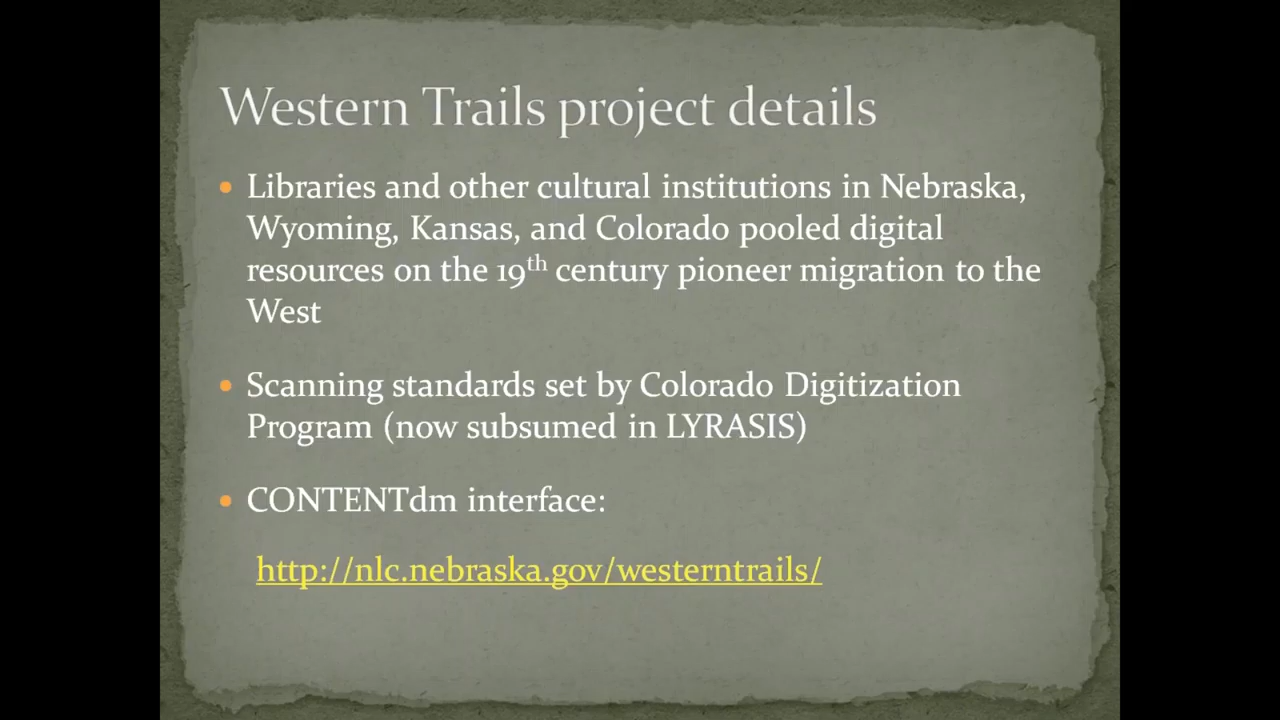 Western Trails project details
• Libraries and other cultural institutions in Nebraska,
Wyoming, Kansas, and Colorado pooled digital
resources on the 19th century pioneer migration to the
West
• Scanning standards set by Colorado Digitization
Program (now subsumed in LYRASIS)
• CONTENTdm interface:
http://nlc.nebraska.gov/westerntrails/